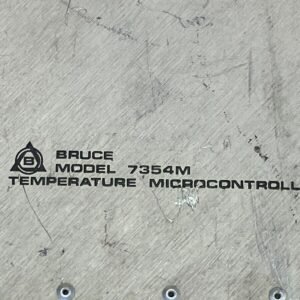 B
BRUCE
MODEL 7354M
TEMPERATURE MICROCONTROLL